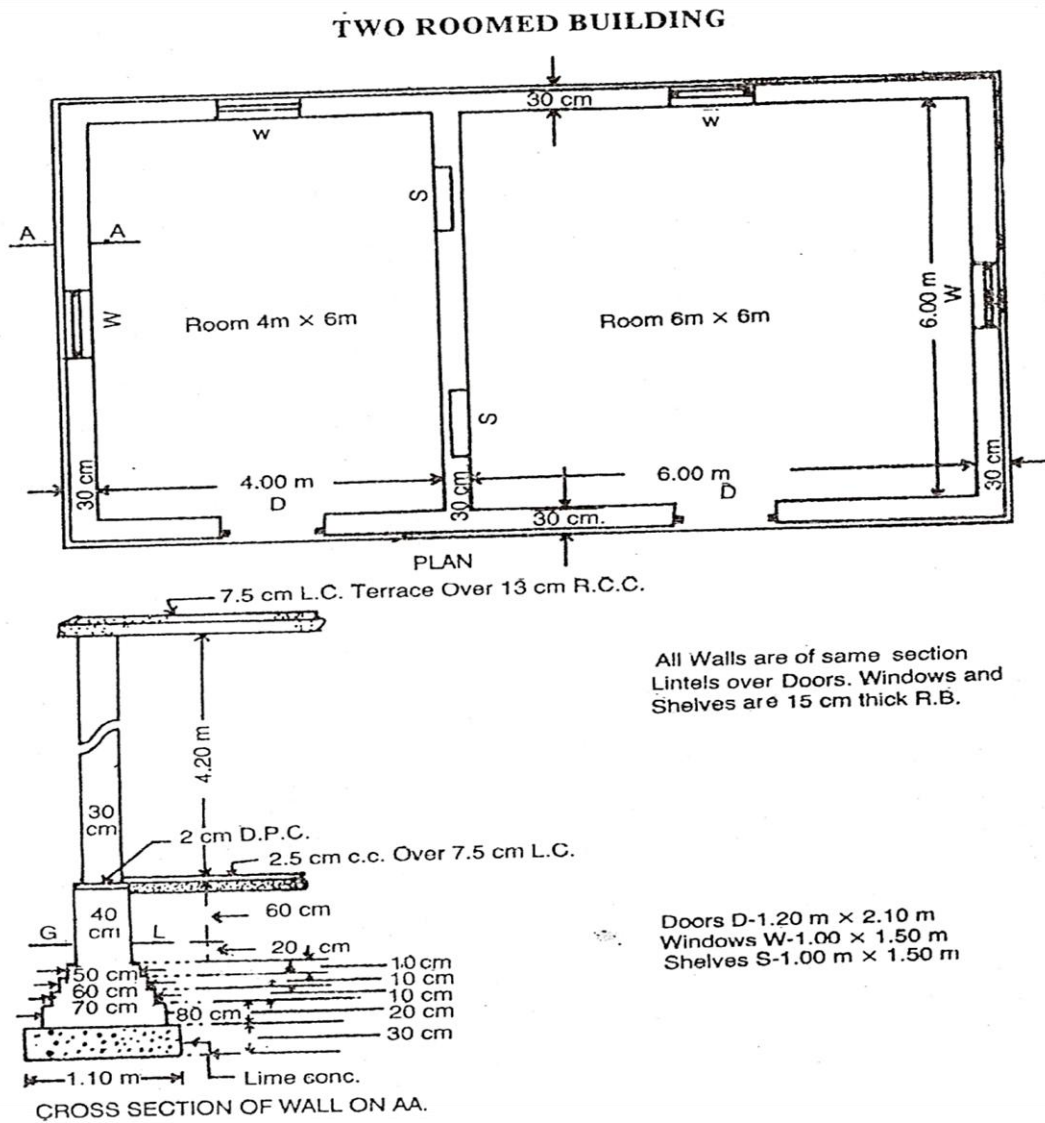 TWO ROOMED BUILDING
30 cm
W
W
S
A
A
W
Room 4m × 6m
Room 6m × 6m
6.00 m
W
S
30 cm
4.00 m
D
30 cm
6.00 m
D
30 cm.
30 cm
PLAN
7.5 cm L.C. Terrace Over 13 cm R.C.C.
All Walls are of same section
Lintels over Doors. Windows and
Shelves are 15 cm thick R.B.
4.20 m
30
cm
2 cm D.P.C.
2.5 cm c.c. Over 7.5 cm L.C.
40
cm
60 cm
G
L
20 cm
10 cm
50 cm
10 cm
60 cm
10 cm
70 cm
80 cm
20 cm
30 cm
Doors D-1.20 m × 2.10 m
Windows W-1.00 × 1.50 m
Shelves S-1.00 m × 1.50 m
1.10 m
Lime conc.
CROSS SECTION OF WALL ON AA.